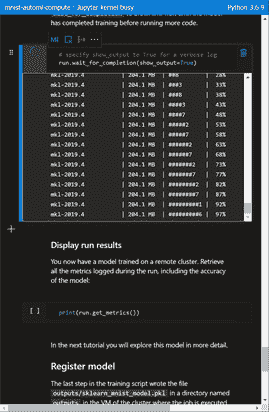 mnist-automl-compute - Jupyter kernel busy
Python 3.6.9
has completed training before running more code.
# specify show_output to True for a verbose log
run.wait_for_completion(show_output=True)
mkl-2019.4 | 204.1 MB | ##8 | 28%
mkl-2019.4 | 204.1 MB | ###3 | 33%
mkl-2019.4 | 204.1 MB | ###8 | 38%
mkl-2019.4 | 204.1 MB | ####3 | 43%
mkl-2019.4 | 204.1 MB | ####7 | 48%
mkl-2019.4 | 204.1 MB | #####2 | 53%
mkl-2019.4 | 204.1 MB | #####7 | 58%
mkl-2019.4 | 204.1 MB | ######2 | 63%
mkl-2019.4 | 204.1 MB | ######7 | 68%
mkl-2019.4 | 204.1 MB | #######2 | 73%
mkl-2019.4 | 204.1 MB | #######6 | 77%
mkl-2019.4 | 204.1 MB | ########2 | 82%
mkl-2019.4 | 204.1 MB | ########7 | 87%
mkl-2019.4 | 204.1 MB | #########1 | 92%
mkl-2019.4 | 204.1 MB | #########6 | 97%
Display run results
You now have a model trained on a remote cluster. Retrieve
all the metrics logged during the run, including the accuracy
of the model:
[ ]
print(run.get_metrics())
In the next tutorial you will explore this model in more detail.
Register model
The last step in the training script wrote the file
outputs/sklearn_mnist_model.pkl in a directory named
outputs in the VM of the cluster where the job is executed.